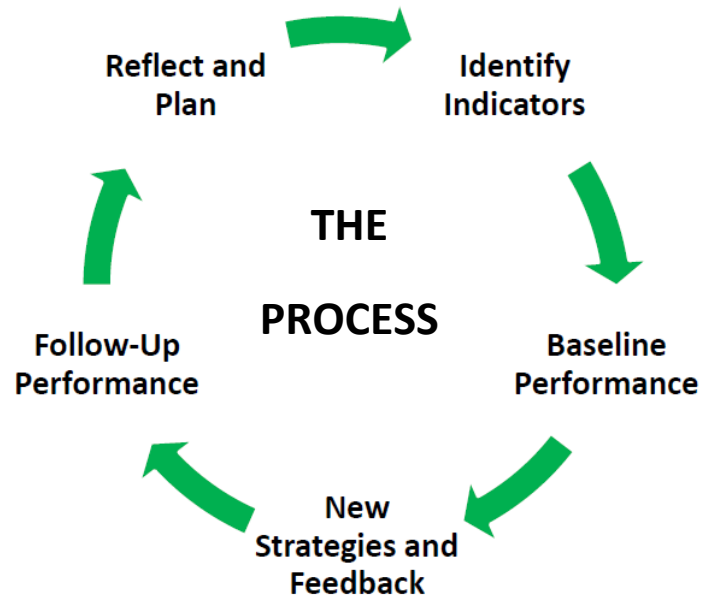 Reflect and
Plan
Identify
Indicators
THE
PROCESS
Follow-Up
Performance
Baseline
Performance
New
Strategies and
Feedback